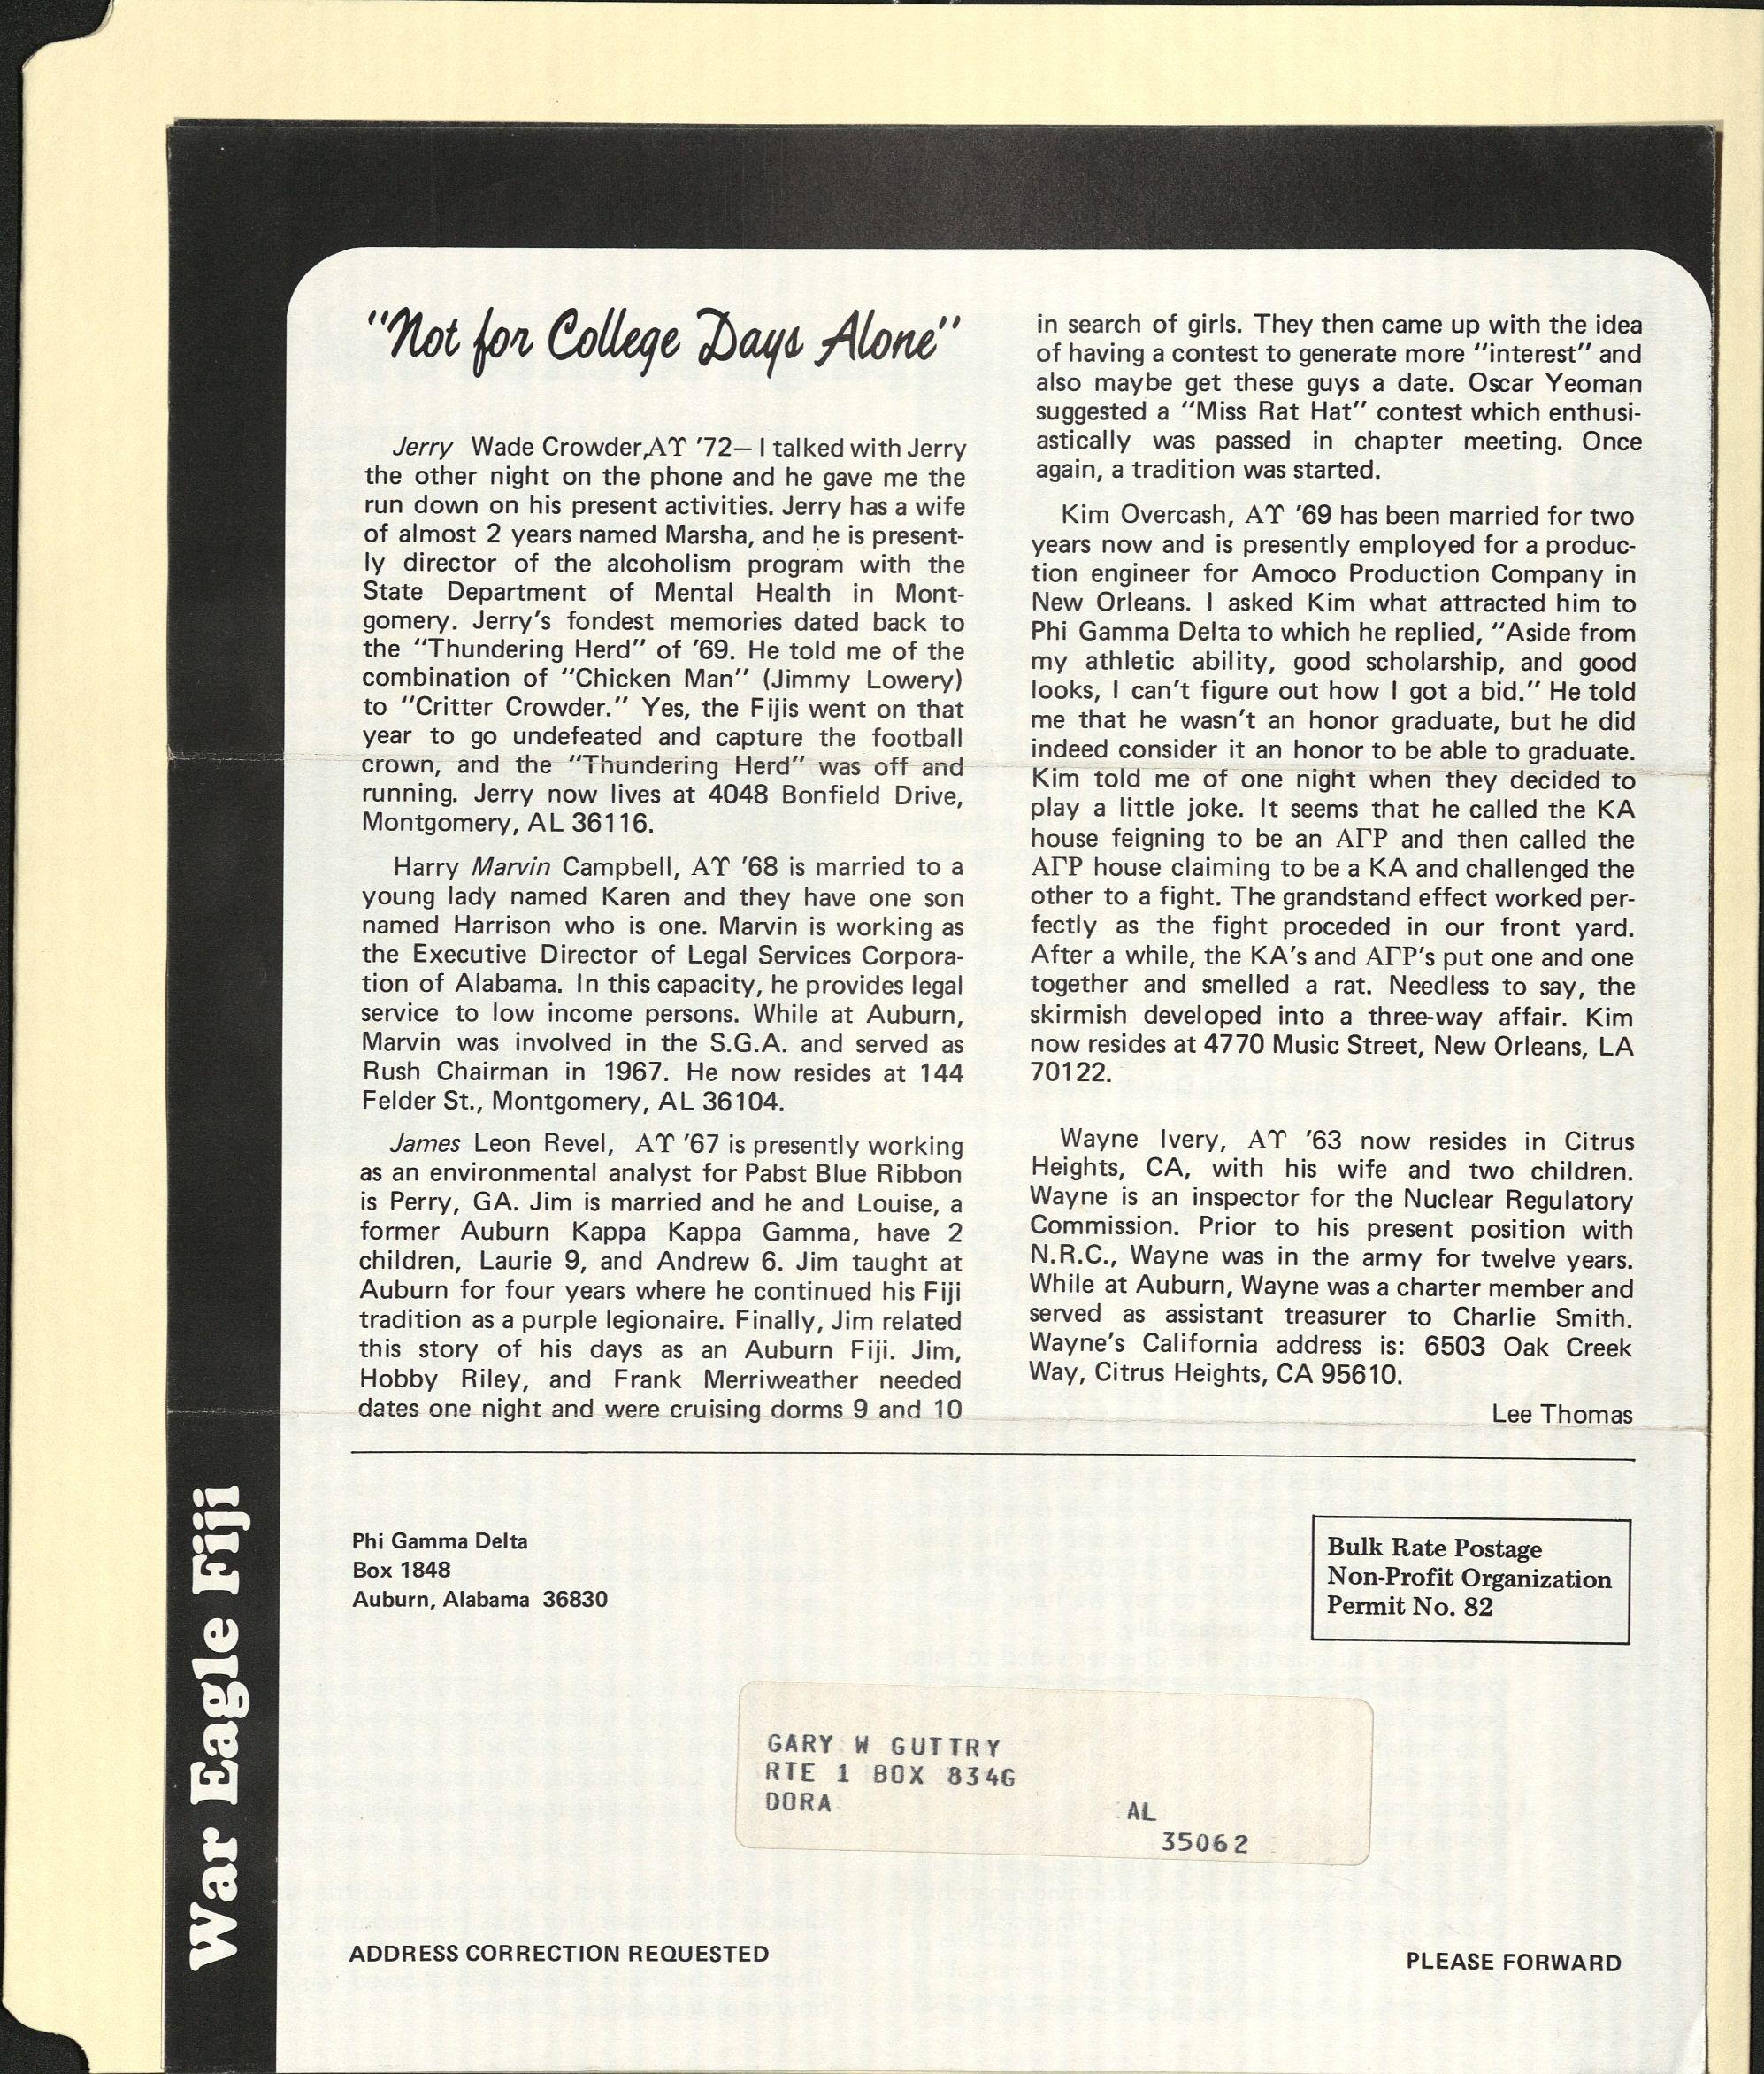 "Not for College Days Alone"
Jerry Wade Crowder,ΑΥ '72— I talked with Jerry
the other night on the phone and he gave me the
run down on his present activities. Jerry has a wife
of almost 2 years named Marsha, and he is present-
ly director of the alcoholism program with the
State Department of Mental Health in Mont-
gomery. Jerry's fondest memories dated back to
the "Thundering Herd" of '69. He told me of the
combination of "Chicken Man" (Jimmy Lowery)
to "Critter Crowder." Yes, the Fijis went on that
year to go undefeated and capture the football
crown, and the "Thundering Herd" was off and
running. Jerry now lives at 4048 Bonfield Drive,
Montgomery, AL 36116.
Harry Marvin Campbell, ΑΥ '68 is married to a
young lady named Karen and they have one son
named Harrison who is one. Marvin is working as
the Executive Director of Legal Services Corpora-
tion of Alabama. In this capacity, he provides legal
service to low income persons. While at Auburn,
Marvin was involved in the S.G.A. and served as
Rush Chairman in 1967. He now resides at 144
Felder St., Montgomery, AL 36104.
James Leon Revel, ΑΥ '67 is presently working
as an environmental analyst for Pabst Blue Ribbon
is Perry, GA. Jim is married and he and Louise, a
former Auburn Kappa Kappa Gamma, have 2
children, Laurie 9, and Andrew 6. Jim taught at
Auburn for four years where he continued his Fiji
tradition as a purple legionaire. Finally, Jim related
this story of his days as an Auburn Fiji. Jim,
Hobby Riley, and Frank Merriweather needed
dates one night and were cruising dorms 9 and 10
in search of girls. They then came up with the idea
of having a contest to generate more "interest" and
also maybe get these guys a date. Oscar Yeoman
suggested a "Miss Rat Hat" contest which enthusi-
astically was passed in chapter meeting. Once
again, a tradition was started.
Kim Overcash, ΑΥ '69 has been married for two
years now and is presently employed for a produc-
tion engineer for Amoco Production Company in
New Orleans. I asked Kim what attracted him to
Phi Gamma Delta to which he replied, "Aside from
my athletic ability, good scholarship, and good
looks, I can't figure out how I got a bid." He told
me that he wasn't an honor graduate, but he did
indeed consider it an honor to be able to graduate.
Kim told me of one night when they decided to
play a little joke. It seems that he called the KA
house feigning to be an ΑΓΡ and then called the
ΑΓΡ house claiming to be a KA and challenged the
other to a fight. The grandstand effect worked per-
fectly as the fight proceded in our front yard.
After a while, the KA's and ΑΓΡ's put one and one
together and smelled a rat. Needless to say, the
skirmish developed into a three-way affair. Kim
now resides at 4770 Music Street, New Orleans, LA
70122.
Wayne Ivery, ΑΥ '63 now resides in Citrus
Heights, CA, with his wife and two children.
Wayne is an inspector for the Nuclear Regulatory
Commission. Prior to his present position with
N.R.C., Wayne was in the army for twelve years.
While at Auburn, Wayne was a charter member and
served as assistant treasurer to Charlie Smith.
Wayne's California address is: 6503 Oak Creek
Way, Citrus Heights, CA 95610.
Lee Thomas
War Eagle Fiji
Phi Gamma Delta
Box 1848
Auburn, Alabama 36830
Bulk Rate Postage
Non-Profit Organization
Permit No. 82
GARY W GUTTRY
RTE 1 BOX 834G
DORA AL
35062
ADDRESS CORRECTION REQUESTED
PLEASE FORWARD